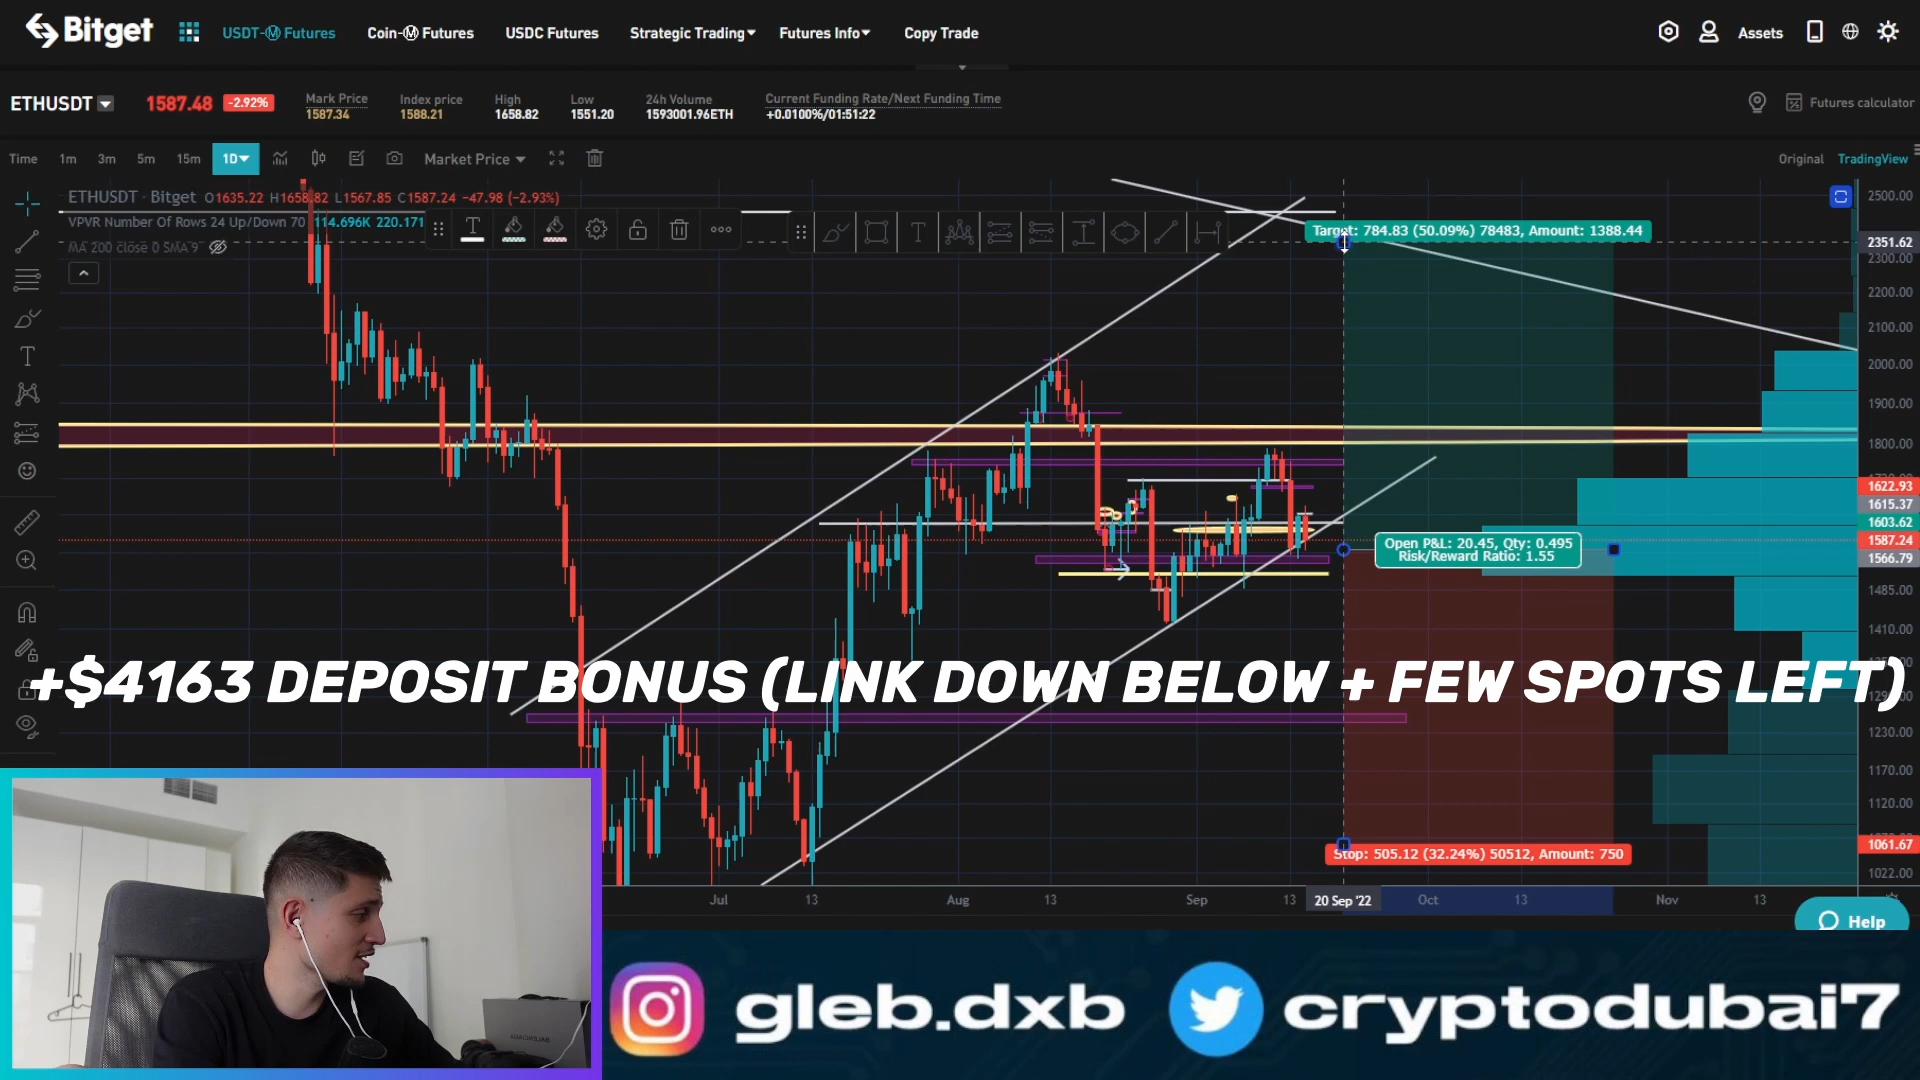 Bitget USDT-Ⓜ Futures Coin-Ⓜ Futures USDC Futures Strategic Trading Futures Info Copy Trade Assets
ETHUSDT 1587.48 -2.92%
Mark Price Index price High Low 24h Volume Current Funding Rate/Next Funding Time
1587.34 1588.21 1658.82 1551.20 1593001.96ETH +0.0100%/01:51:22
Futures calculator
Time 1m 3m 5m 15m 1D Market Price Original TradingView
ETHUSDT · Bitget O1635.22 H1658.82 L1567.85 C1587.24 -47.98 (-2.93%)
VPVR Number Of Rows 24 Up/Down 70 114.696K 220.171
MA 200 close 0 SMA 9
Target: 784.83 (50.09%) 78483, Amount: 1388.44
2500.00
2351.62
2300.00
2200.00
2100.00
2000.00
1900.00
1800.00
1622.93
1615.37
1603.62
1587.24
1566.79
Open P&L: 20.45, Qty: 0.495
Risk/Reward Ratio: 1.55
1485.00
1410.00
+$4163 DEPOSIT BONUS (LINK DOWN BELOW + FEW SPOTS LEFT)
1230.00
1170.00
1120.00
1061.67
Stop: 505.12 (32.24%) 50512, Amount: 750
1022.00
Jul 13 Aug 13 Sep 13 20 Sep '22 Oct 13 Nov 13
Help
gleb.dxb cryptodubai7